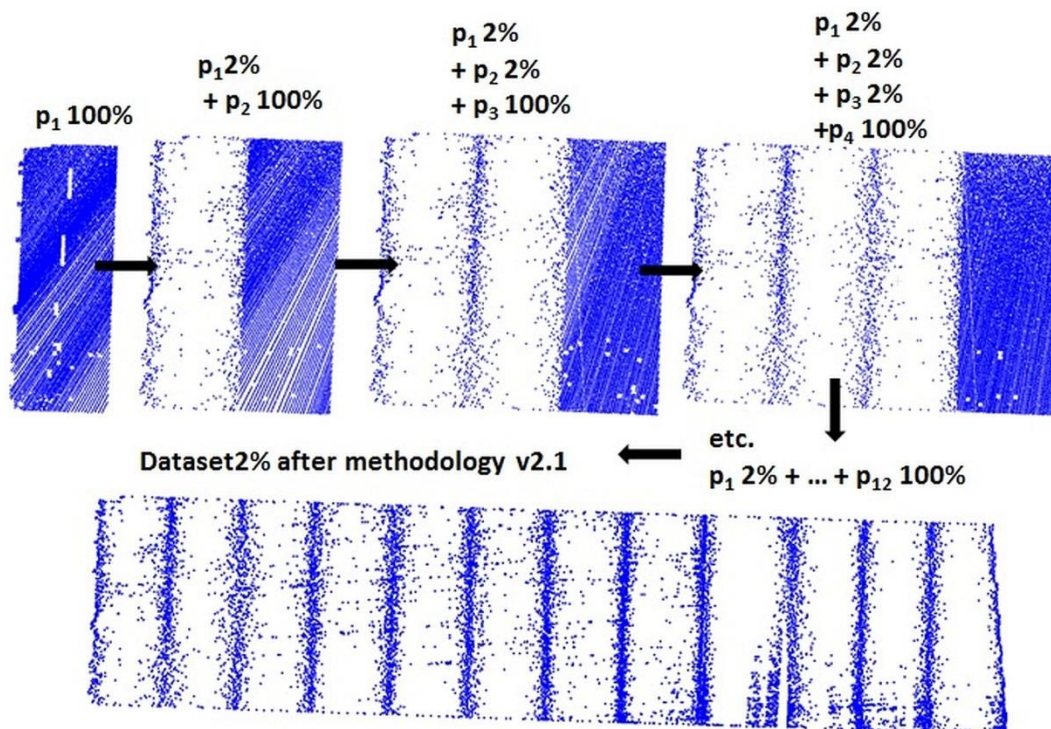 p₁ 100%
p₁2%
+ p₂ 100%
p₁ 2%
+ p₂ 2%
+ p₃ 100%
p₁ 2%
+ p₂ 2%
+ p₃ 2%
+p₄ 100%
etc.
p₁ 2% + ... + p₁₂ 100%
Dataset2% after methodology v2.1